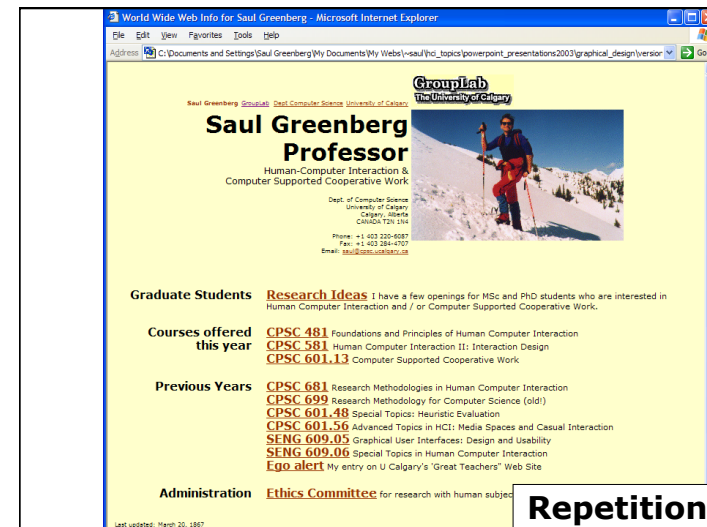 World Wide Web Info for Saul Greenberg - Microsoft Internet Explorer
File Edit View Favorites Tools Help
Address C:\Documents and Settings\Saul Greenberg\My Documents\My Webs\~saul\hci_topics\powerpoint_presentations2003\graphical_design\version Go
GroupLab
The University of Calgary
Saul Greenberg GroupLab Dept Computer Science University of Calgary
Saul Greenberg
Professor
Human-Computer Interaction &
Computer Supported Cooperative Work
Dept. of Computer Science
University of Calgary
Calgary, Alberta
CANADA T2N 1N4
Phone: +1 403 220-6087
Fax: +1 403 284-4707
Email: saul@cpsc.ucalgary.ca
Graduate Students Research Ideas I have a few openings for MSc and PhD students who are interested in
Human Computer Interaction and / or Computer Supported Cooperative Work.
Courses offered CPSC 481 Foundations and Principles of Human Computer Interaction
this year CPSC 581 Human Computer Interaction II: Interaction Design
CPSC 601.13 Computer Supported Cooperative Work
Previous Years CPSC 681 Research Methodologies in Human Computer Interaction
CPSC 699 Research Methodology for Computer Science (old!)
CPSC 601.48 Special Topics: Heuristic Evaluation
CPSC 601.56 Advanced Topics in HCI: Media Spaces and Casual Interaction
SENG 609.05 Graphical User Interfaces: Design and Usability
SENG 609.06 Special Topics in Human Computer Interaction
Ego alert My entry on U Calgary's 'Great Teachers" Web Site
Administration Ethics Committee for research with human subjec
Repetition
Last updated: March 20, 1867